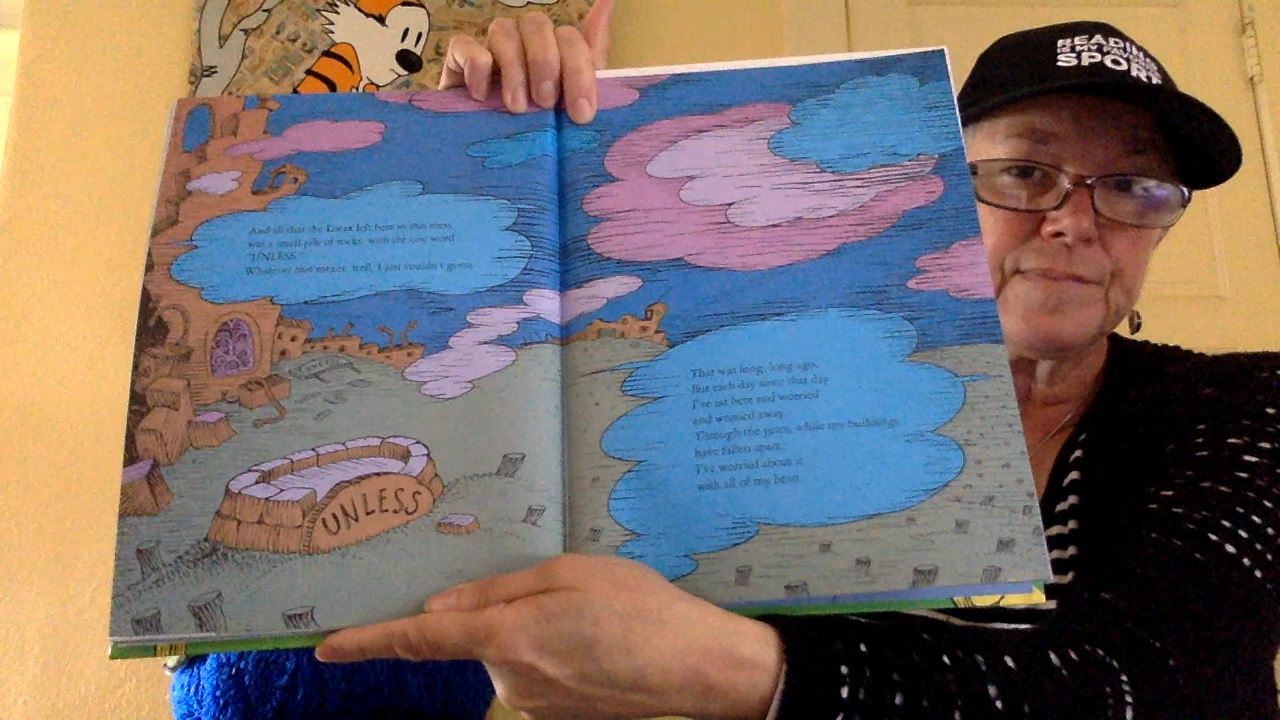 READING
IS MY FAVORITE
SPORT
And all that the Lorax left here in this mess
was a small pile of rocks, with the one word...
"UNLESS."
Whatever that meant, well, I just couldn't guess.
UNLESS
That was long, long ago.
But each day since that day
I've sat here and worried
and worried away.
Through the years, while my buildings
have fallen apart,
I've worried about it
with all of my heart.